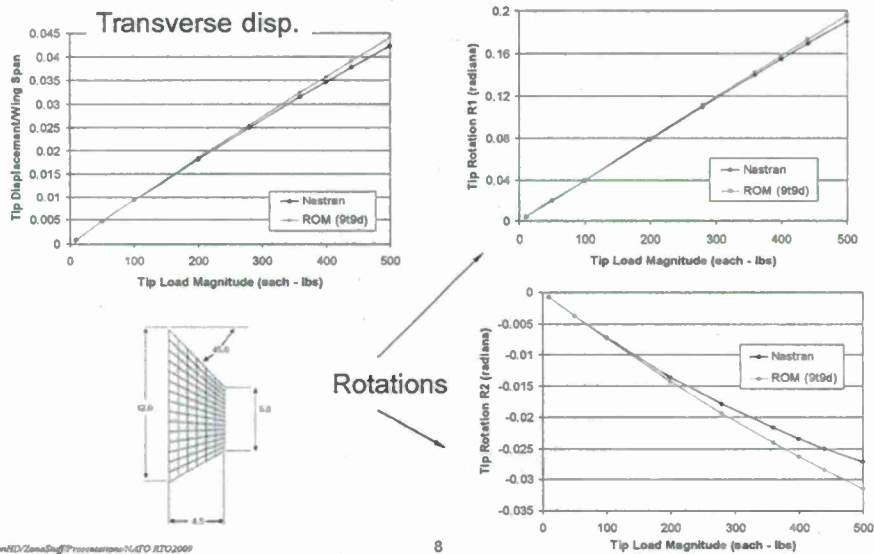 Transverse disp.
Tip Displacement/Wing Span
0.045
0.04
0.035
0.03
0.025
0.02
0.015
0.01
0.005
0
0 100 200 300 400 500
Tip Load Magnitude (each - lbs)
Nastran
ROM (9t9d)
Tip Rotation R1 (radians)
0.2
0.16
0.12
0.08
0.04
0
0 100 200 300 400 500
Tip Load Magnitude (each - lbs)
Nastran
ROM (9t9d)
12.0
45.0
5.0
4.5
Rotations
Tip Rotation R2 (radians)
0
-0.005
-0.01
-0.015
-0.02
-0.025
-0.03
-0.035
0 100 200 300 400 500
Tip Load Magnitude (each - lbs)
Nastran
ROM (9t9d)
NATO RTO2009
8